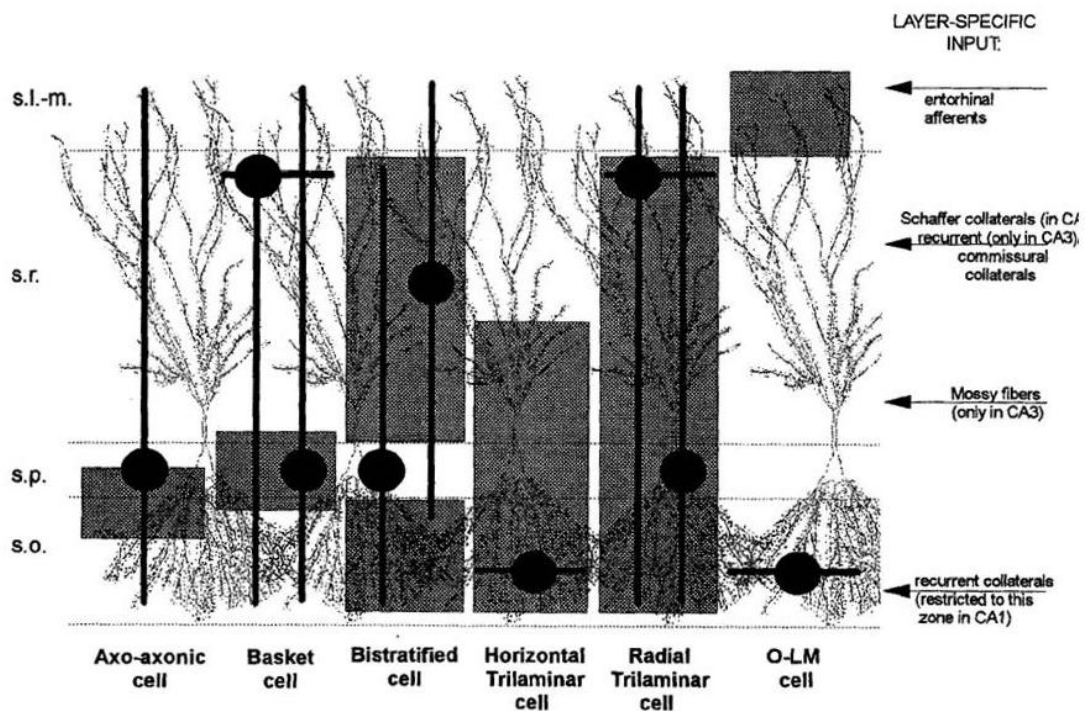 LAYER-SPECIFIC
INPUT:
s.l.-m.
entorhinal
afferents
Schaffer collaterals (in CA
recurrent (only in CA3)
commissural
collaterals
s.r.
Mossy fibers
(only in CA3)
s.p.
s.o.
recurrent collaterals
(restricted to this
zone in CA1)
Axo-axonic
cell
Basket
cell
Bistratified
cell
Horizontal
Trilaminar
cell
Radial
Trilaminar
cell
O-LM
cell